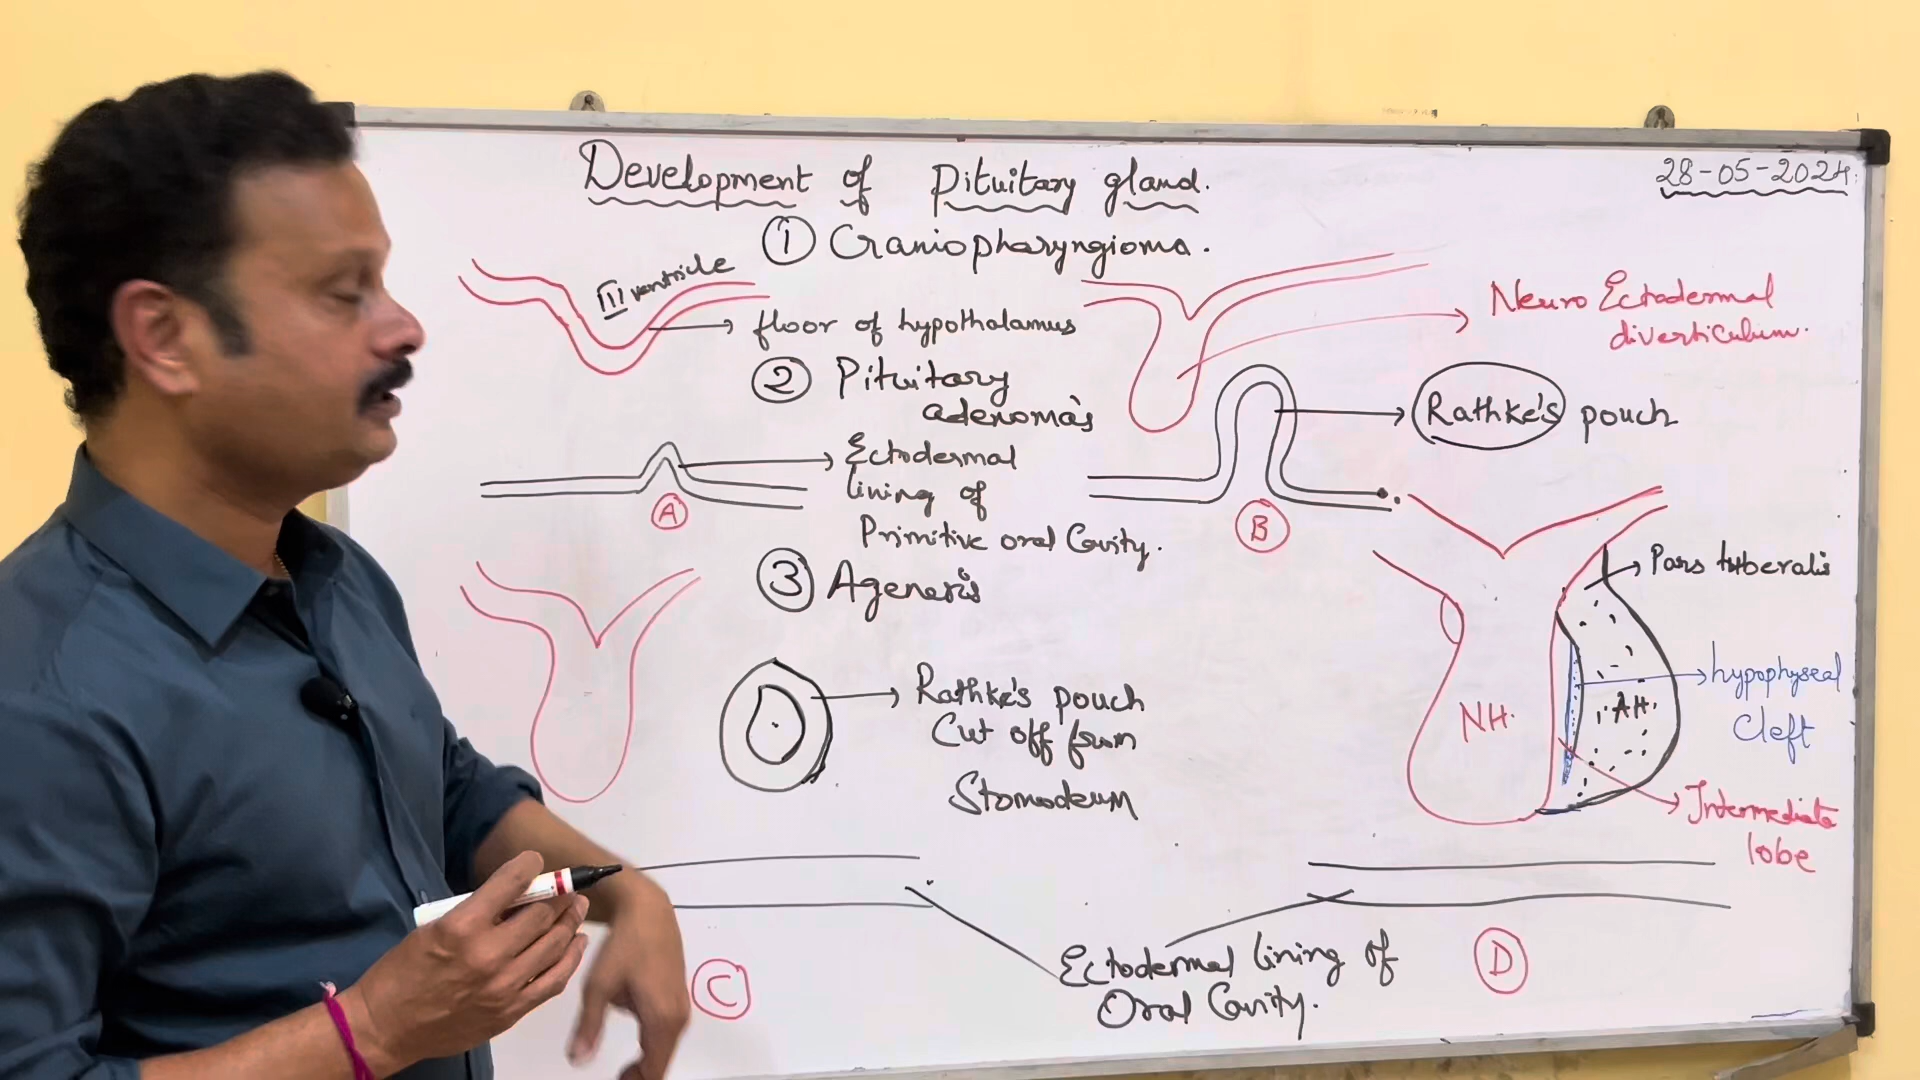 Development of Pituitary gland.
28-05-2024
① Craniopharyngioma.
III ventricle
floor of hypothalamus
Neuro Ectodermal
diverticulum.
② Pituitary
adenoma's
Rathke's pouch
Ectodermal
lining of
Primitive oral Cavity.
A
B
③ Agenesis
Pars tuberalis
Rathke's pouch
Cut off from
Stomodeum
hypophyseal
Cleft
NH.
AH.
Intermediate
lobe
Ectodermal lining of
Oral Cavity.
C
D